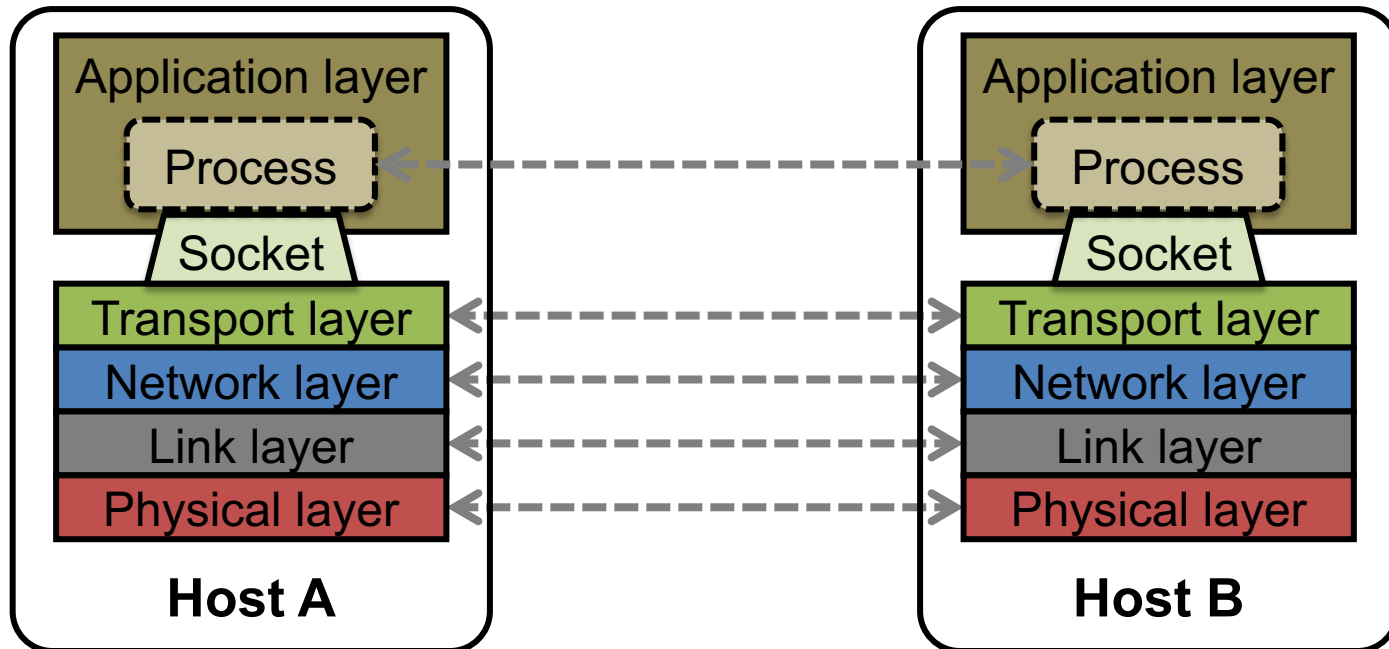 Application layer
Process
Socket
Transport layer
Network layer
Link layer
Physical layer
Host A
Application layer
Process
Socket
Transport layer
Network layer
Link layer
Physical layer
Host B